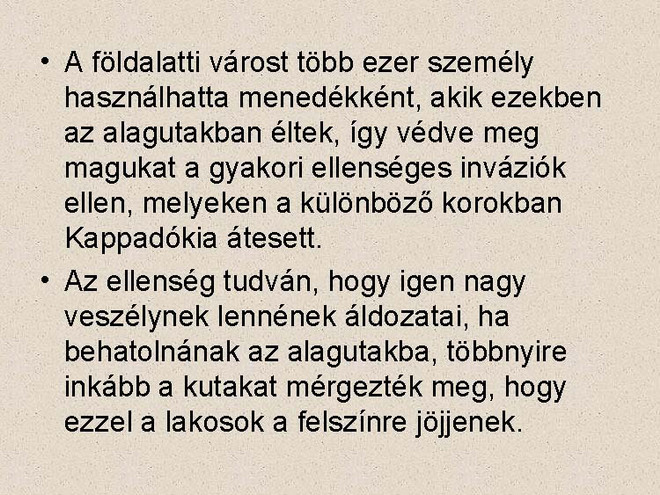 • A földalatti várost több ezer személy
használhatta menedékként, akik ezekben
az alagutakban éltek, így védve meg
magukat a gyakori ellenséges inváziók
ellen, melyeken a különböző korokban
Kappadókia átesett.
• Az ellenség tudván, hogy igen nagy
veszélynek lennének áldozatai, ha
behatolnának az alagutakba, többnyire
inkább a kutakat mérgezték meg, hogy
ezzel a lakosok a felszínre jöjjenek.